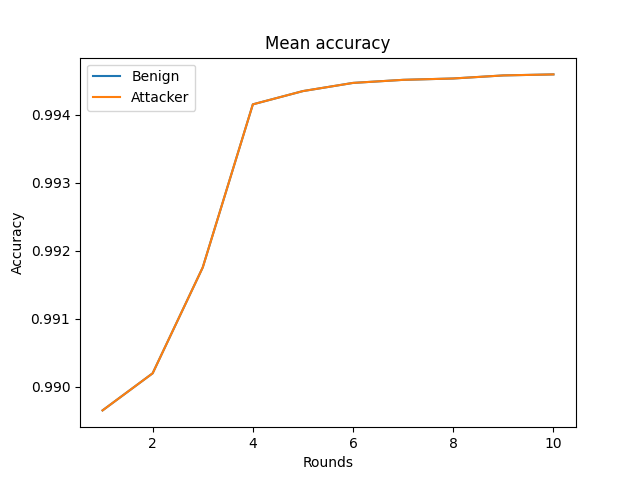 Mean accuracy
Benign
Attacker
0.994
0.993
0.992
0.991
0.990
Accuracy
2 4 6 8 10
Rounds